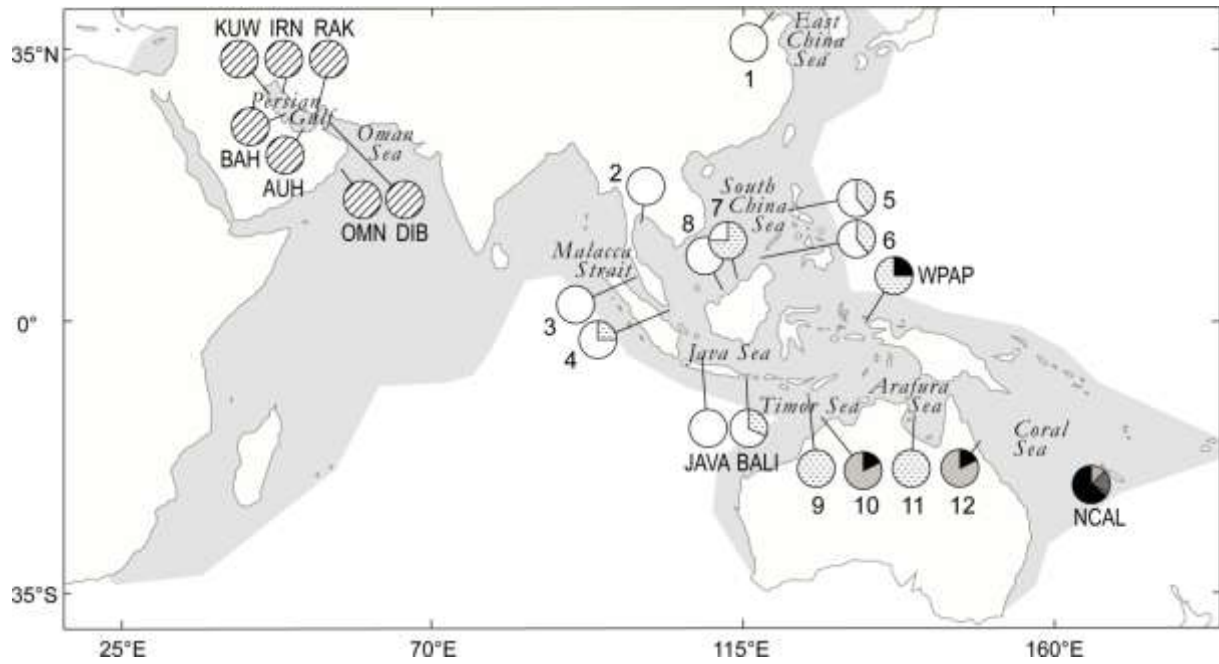 KUW IRN RAK
East
China
Sea
35°N
1
Persian
Gulf
Oman
Sea
BAH
AUH
OMN DIB
2
South
China
Sea
7
8
5
6
Malacca
Strait
WPAP
3
4
0°
Java Sea
Arafura
Sea
Timor Sea
Coral
Sea
JAVA BALI
9 10 11 12
NCAL
35°S
25°E 70°E 115°E 160°E